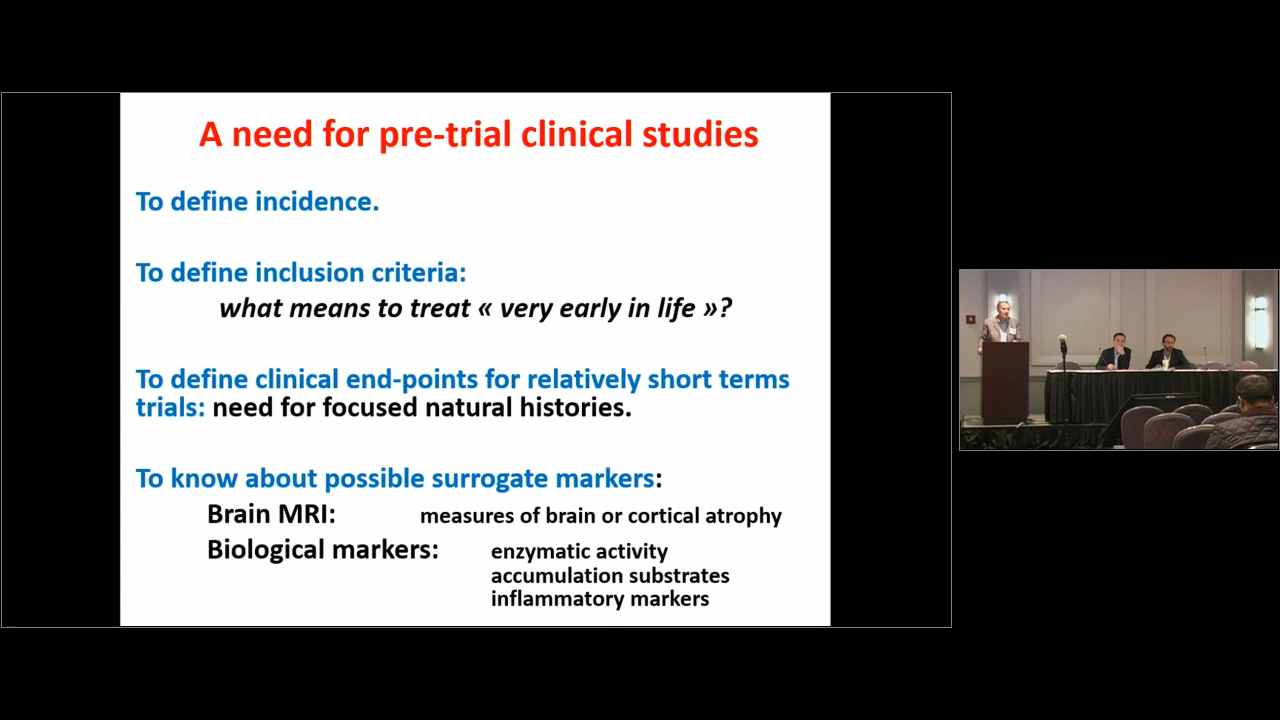 A need for pre-trial clinical studies
To define incidence.
To define inclusion criteria:
what means to treat « very early in life »?
To define clinical end-points for relatively short terms
trials: need for focused natural histories.
To know about possible surrogate markers:
Brain MRI: measures of brain or cortical atrophy
Biological markers: enzymatic activity
accumulation substrates
inflammatory markers